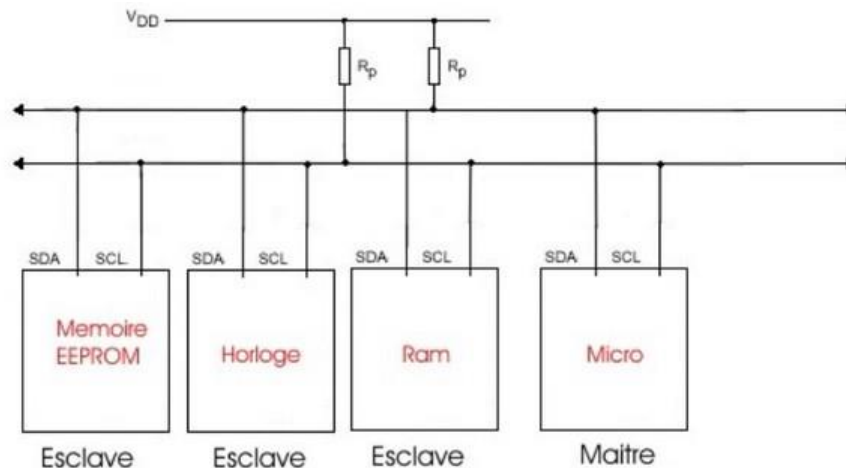 VDD
Rp Rp
SDA SCL. SDA SCL SDA SCL SDA SCL
Memoire
EEPROM Horloge Ram Micro
Esclave Esclave Esclave Maitre